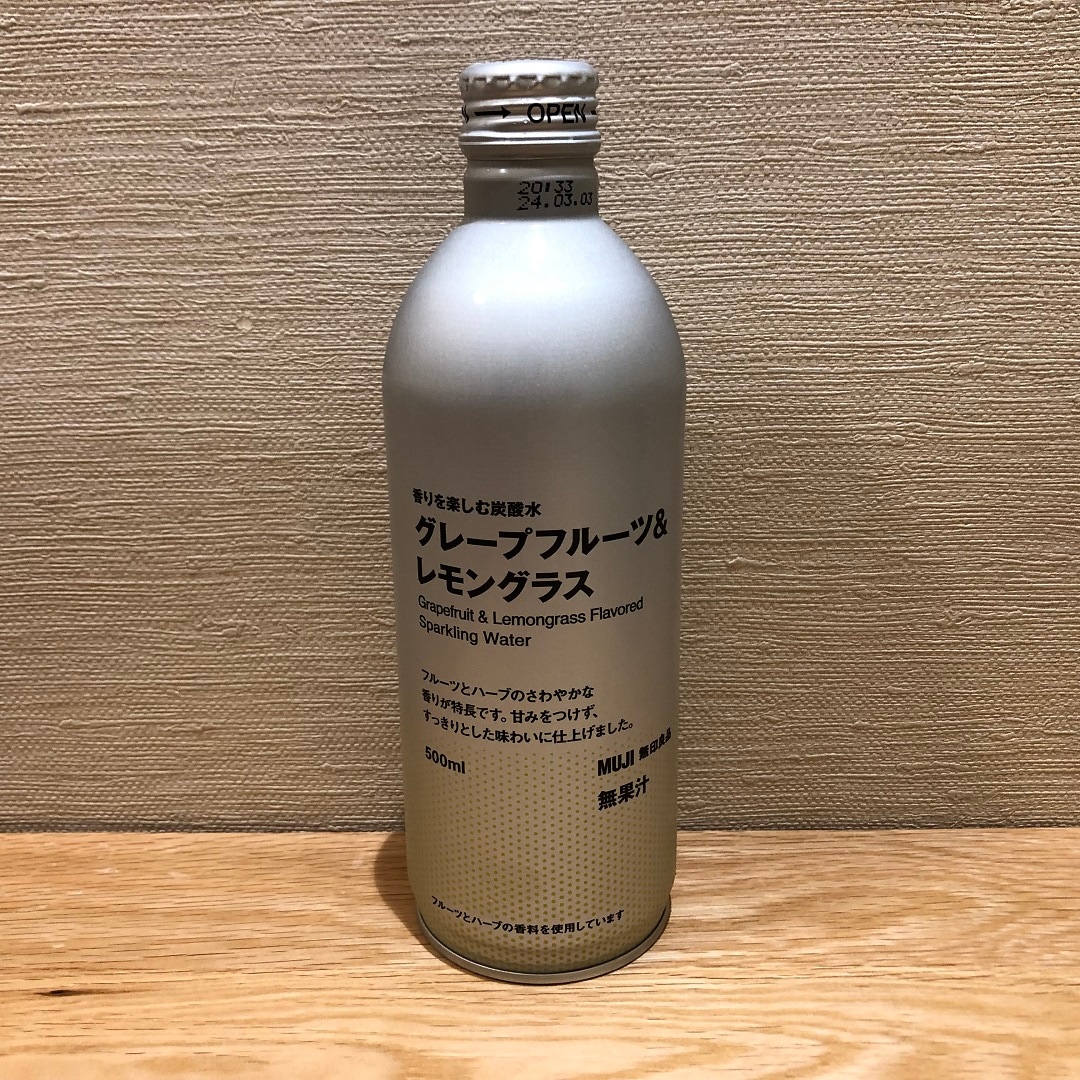 → OPEN
20:33
24.03.03
香りを楽しむ炭酸水
グレープフルーツ&
レモングラス
Grapefruit & Lemongrass Flavored
Sparkling Water
フルーツとハーブのさわやかな
香りが特長です。甘みをつけず、
すっきりとした味わいに仕上げました。
500ml
MUJI 無印良品
無果汁
フルーツとハーブの香料を使用しています